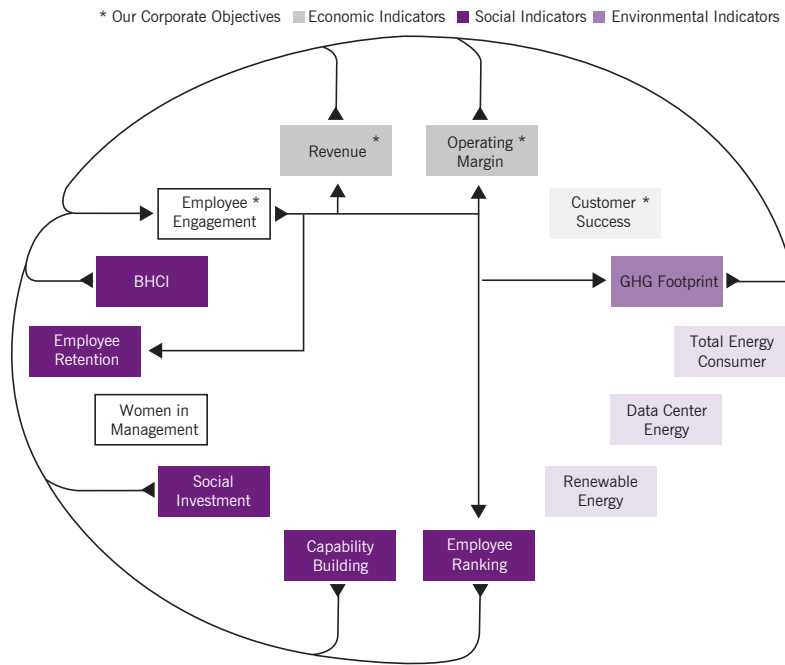 * Our Corporate Objectives Economic Indicators Social Indicators Environmental Indicators
Revenue *
Operating *
Margin
Employee *
Engagement
Customer *
Success
BHCI
GHG Footprint
Employee
Retention
Total Energy
Consumer
Women in
Management
Data Center
Energy
Social
Investment
Renewable
Energy
Capability
Building
Employee
Ranking